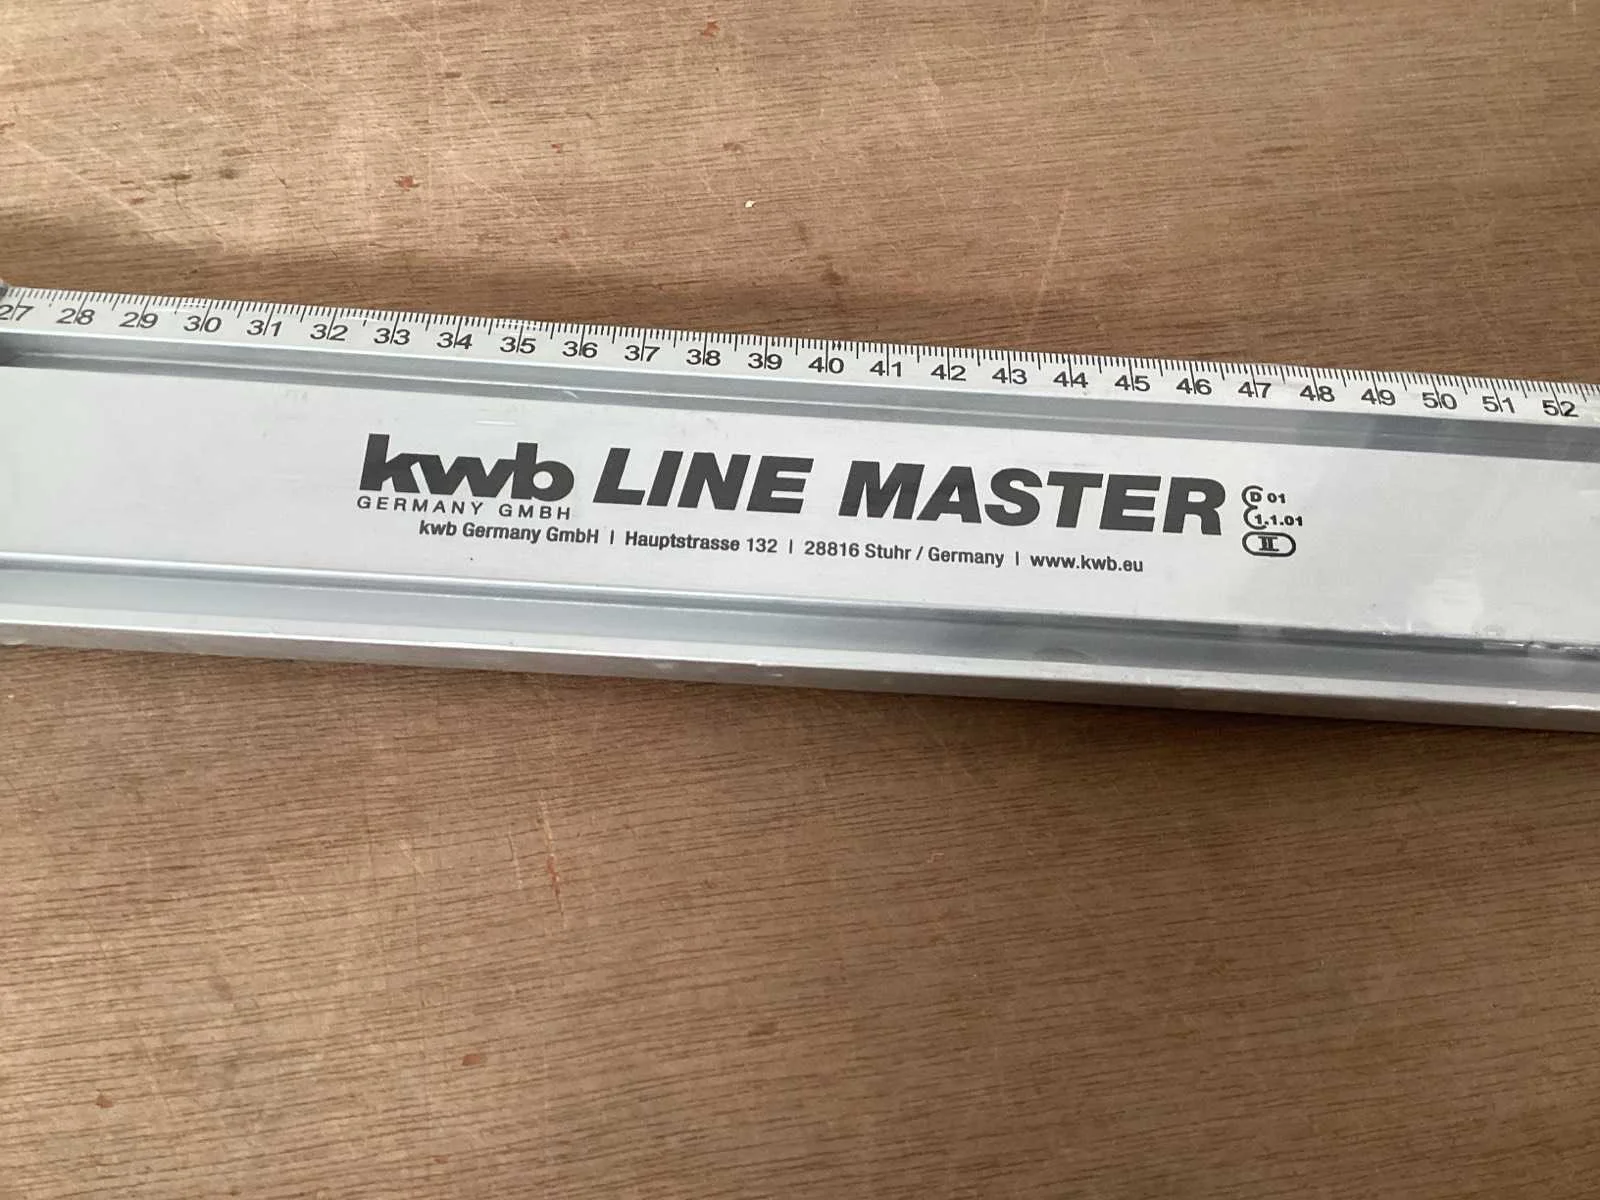 27 28 29 30 31 32 33 34 35 36 37 38 39 40 41 42 43 44 45 46 47 48 49 50 51 52
kwb LINE MASTER
GERMANY GMBH
D 01
1.1.01
II
kwb Germany GmbH | Hauptstrasse 132 | 28816 Stuhr / Germany | www.kwb.eu